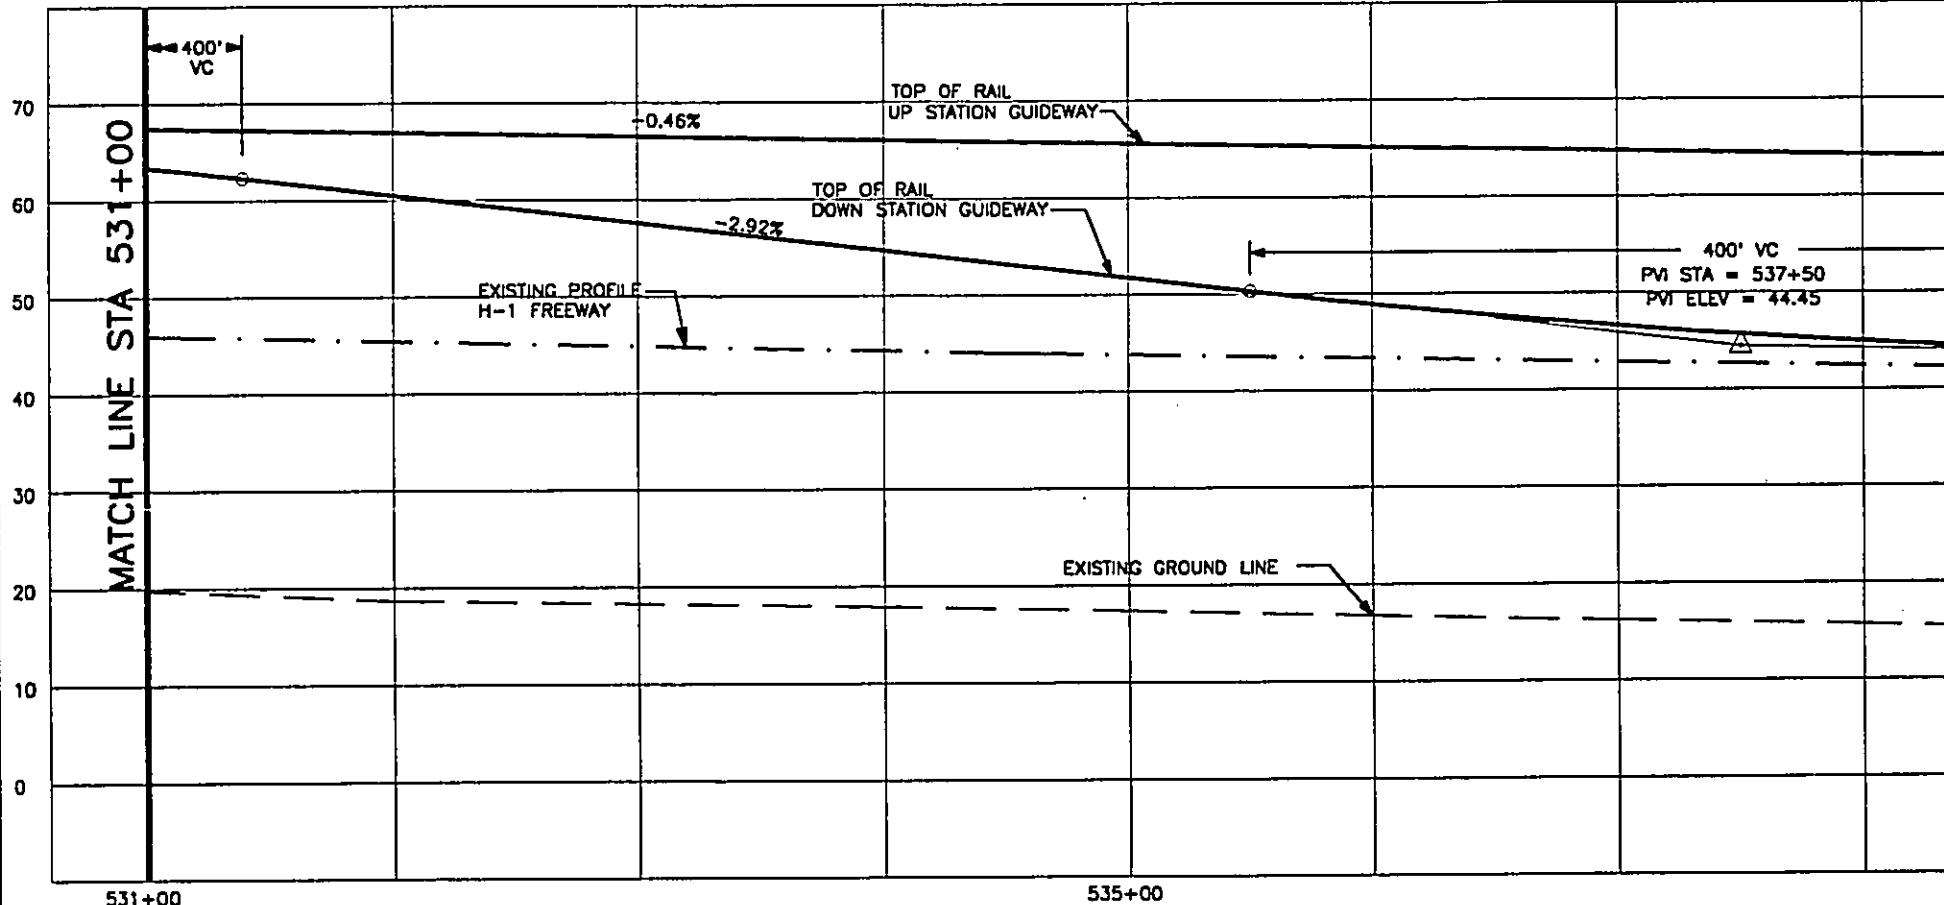 400'
VC
70
TOP OF RAIL
UP STATION GUIDEWAY
-0.46%
60
TOP OF RAIL
DOWN STATION GUIDEWAY
-2.92%
400' VC
PVI STA = 537+50
PVI ELEV = 44.45
50
EXISTING PROFILE
H-1 FREEWAY
40
MATCH LINE STA 531+00
30
EXISTING GROUND LINE
20
10
0
531+00
535+00